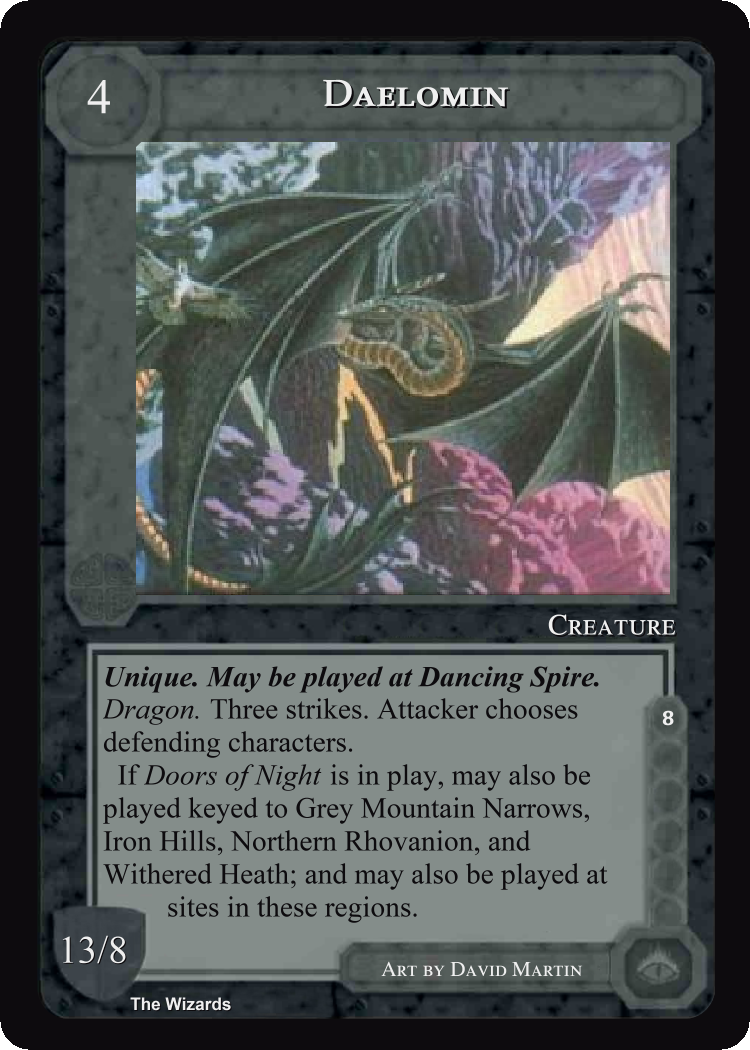 4
DAELOMIN
CREATURE
Unique. May be played at Dancing Spire.
Dragon. Three strikes. Attacker chooses
defending characters.
If Doors of Night is in play, may also be
played keyed to Grey Mountain Narrows,
Iron Hills, Northern Rhovanion, and
Withered Heath; and may also be played at
sites in these regions.
8
13/8
ART BY DAVID MARTIN
The Wizards